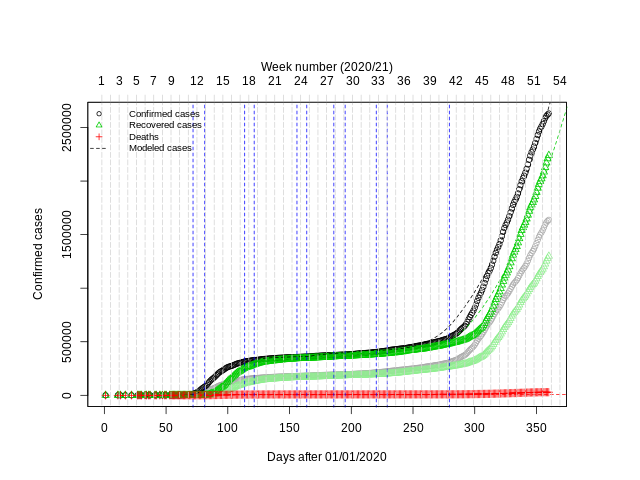 Week number (2020/21)
1 3 5 7 9 12 15 18 21 24 27 30 33 36 39 42 45 48 51 54
Confirmed cases
Recovered cases
Deaths
Modeled cases
Confirmed cases
0 500000 1500000 2500000
0 50 100 150 200 250 300 350
Days after 01/01/2020